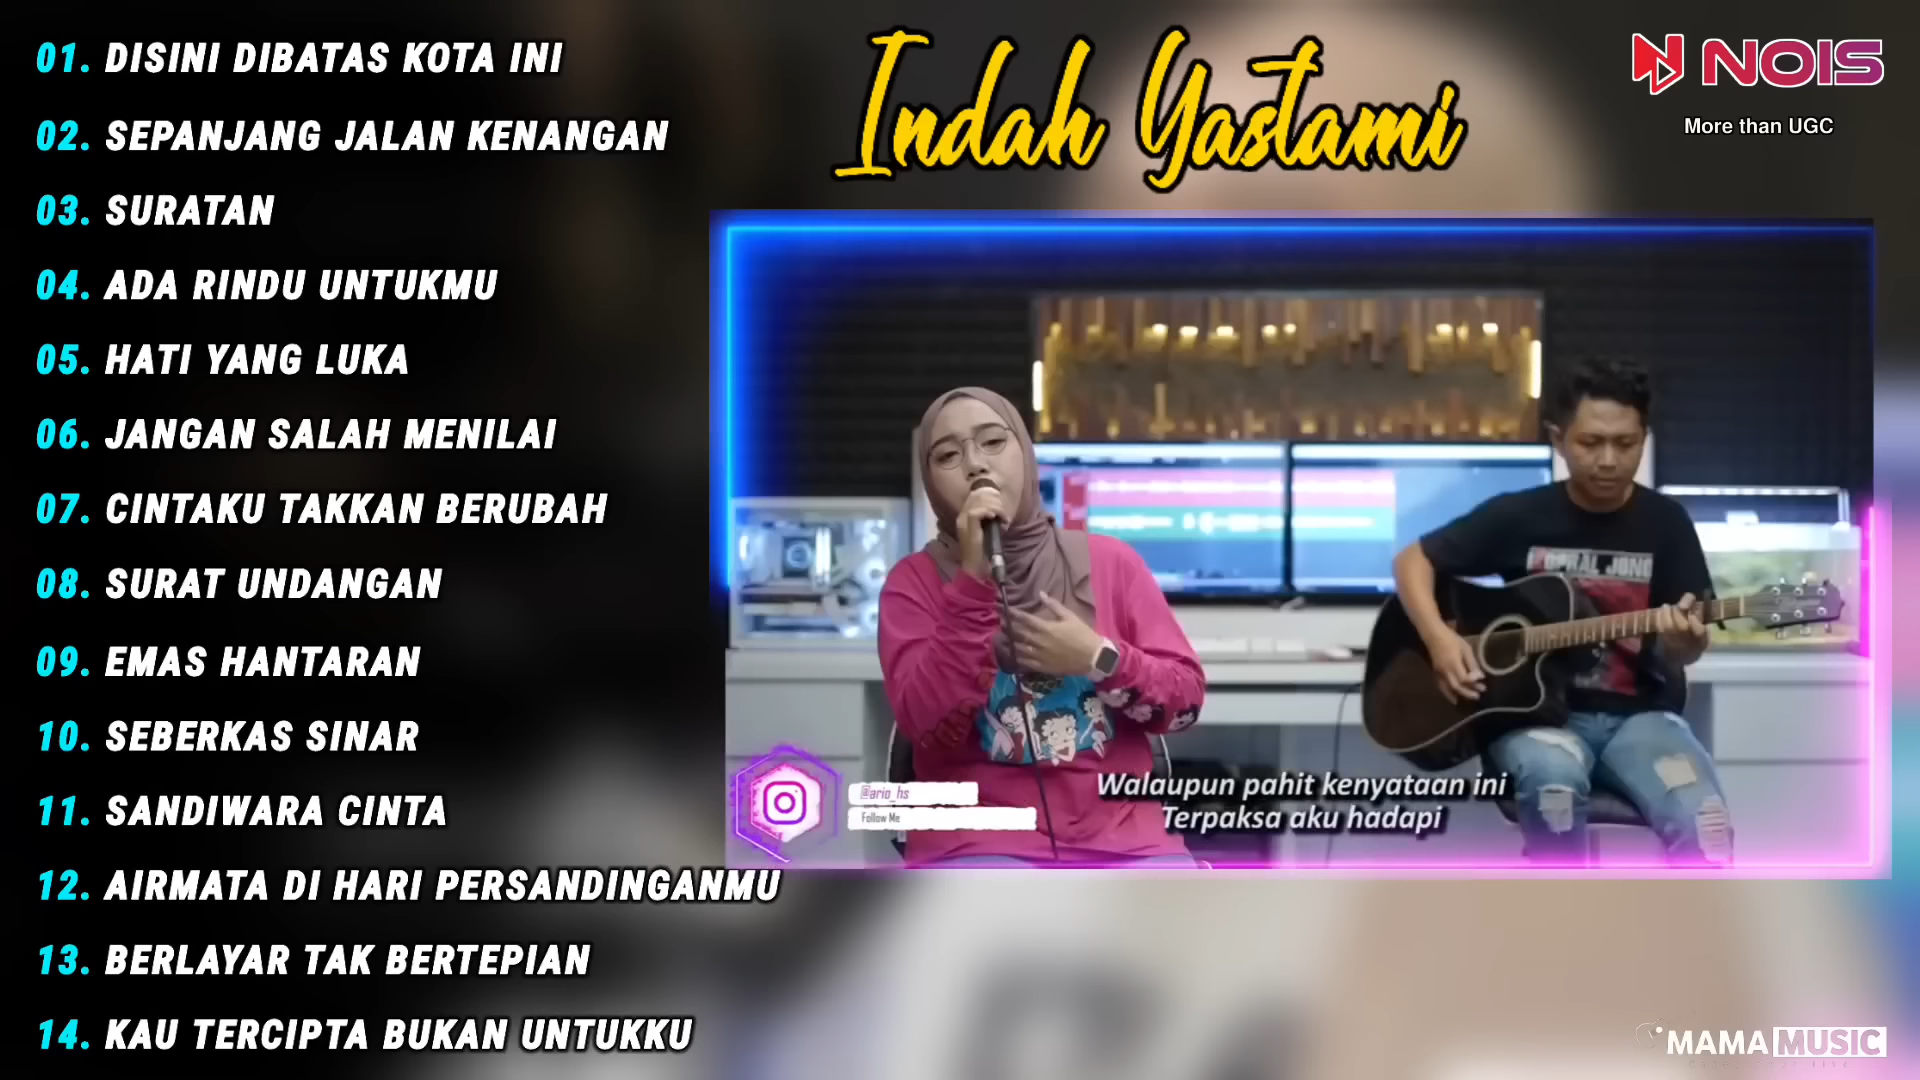 01. DISINI DIBATAS KOTA INI
02. SEPANJANG JALAN KENANGAN
03. SURATAN
04. ADA RINDU UNTUKMU
05. HATI YANG LUKA
06. JANGAN SALAH MENILAI
07. CINTAKU TAKKAN BERUBAH
08. SURAT UNDANGAN
09. EMAS HANTARAN
10. SEBERKAS SINAR
11. SANDIWARA CINTA
12. AIRMATA DI HARI PERSANDINGANMU
13. BERLAYAR TAK BERTEPIAN
14. KAU TERCIPTA BUKAN UNTUKKU
Indah Yastami
NOIS
More than UGC
@ario_hs
Follow Me
Walaupun pahit kenyataan ini
Terpaksa aku hadapi
MAMA MUSIC